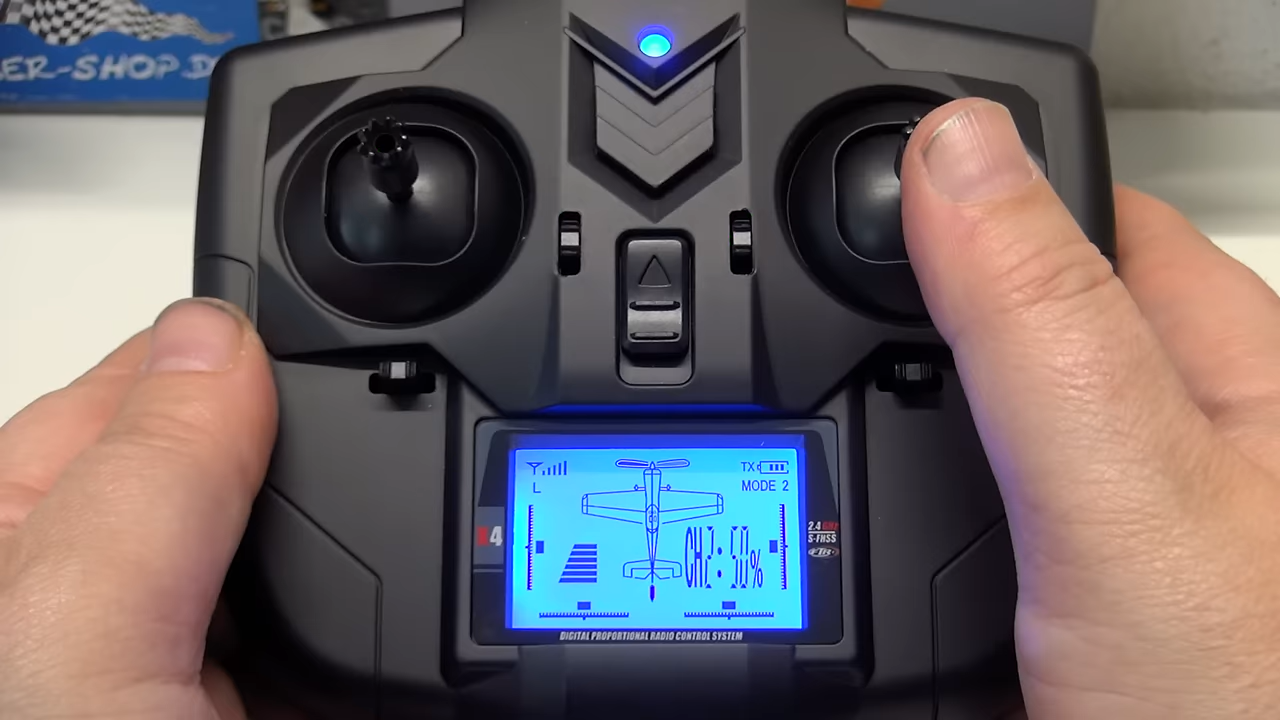 ER-SHOP.D
TX
L
MODE 2
4
CH2:50%
2.4 GHz
S-FHSS
DIGITAL PROPORTIONAL RADIO CONTROL SYSTEM